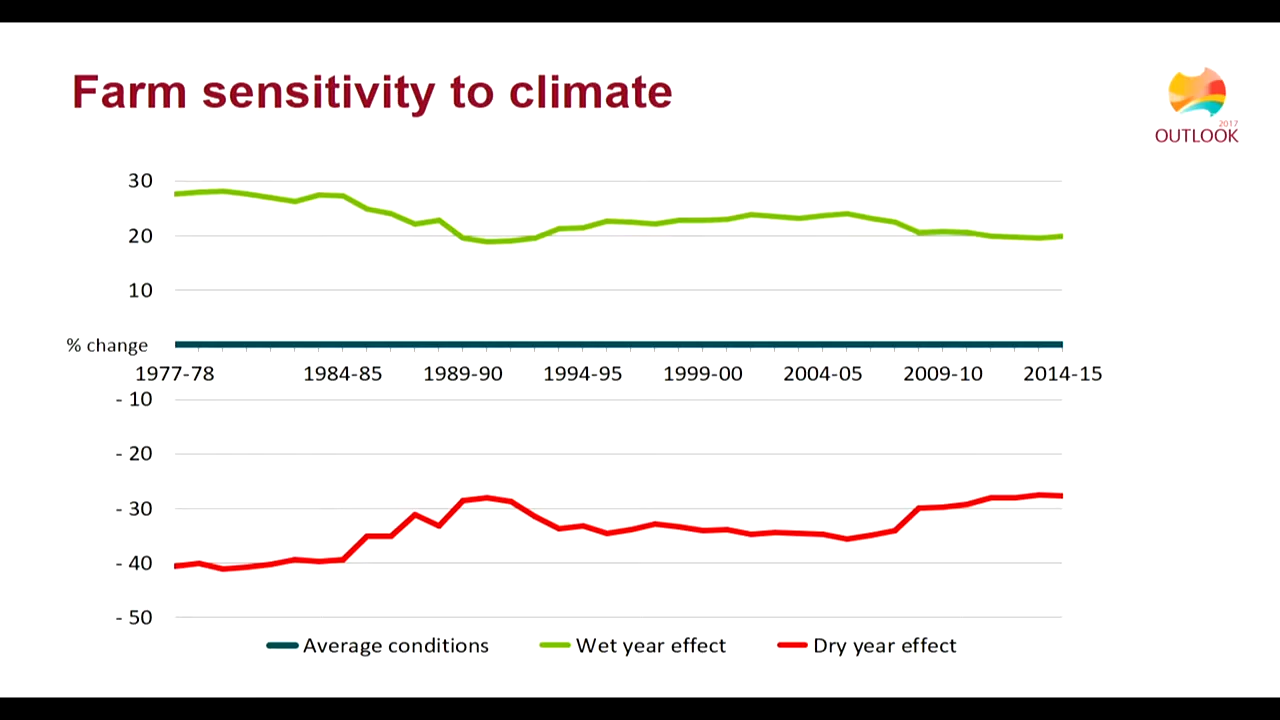 Farm sensitivity to climate
2017
OUTLOOK
30
20
10
% change
1977-78 1984-85 1989-90 1994-95 1999-00 2004-05 2009-10 2014-15
- 10
- 20
- 30
- 40
- 50
Average conditions Wet year effect Dry year effect